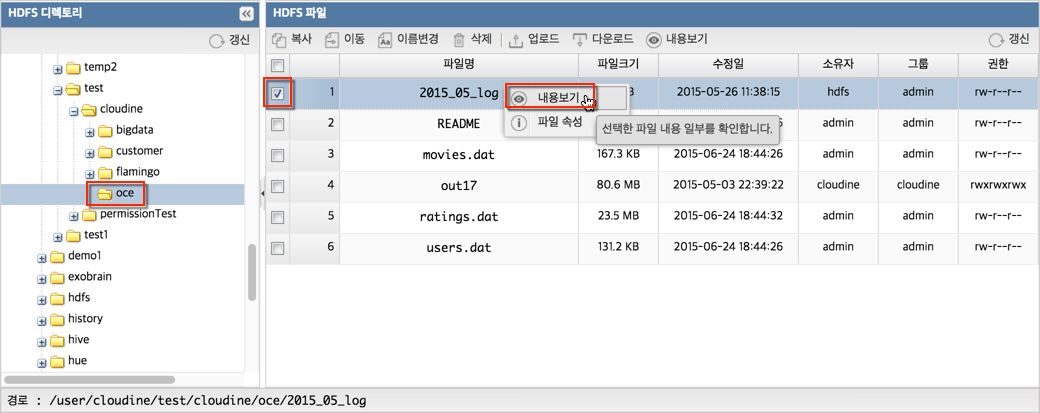 HDFS 디렉토리
갱신
temp2
test
cloudine
bigdata
customer
flamingo
oce
permissionTest
test1
demo1
exobrain
hdfs
history
hive
hue
HDFS 파일
복사 이동 이름변경 삭제 업로드 다운로드 내용보기 갱신
파일명 파일크기 수정일 소유자 그룹 권한
1 2015_05_log B 2015-05-26 11:38:15 hdfs admin rw-r--r--
내용보기
파일 속성
선택한 파일 내용 일부를 확인합니다.
2 README admin admin rw-r--r--
3 movies.dat 167.3 KB 2015-06-24 18:44:26 admin admin rw-r--r--
4 out17 80.6 MB 2015-05-03 22:39:22 cloudine cloudine rwxrwxrwx
5 ratings.dat 23.5 MB 2015-06-24 18:44:32 admin admin rw-r--r--
6 users.dat 131.2 KB 2015-06-24 18:44:26 admin admin rw-r--r--
경로 : /user/cloudine/test/cloudine/oce/2015_05_log